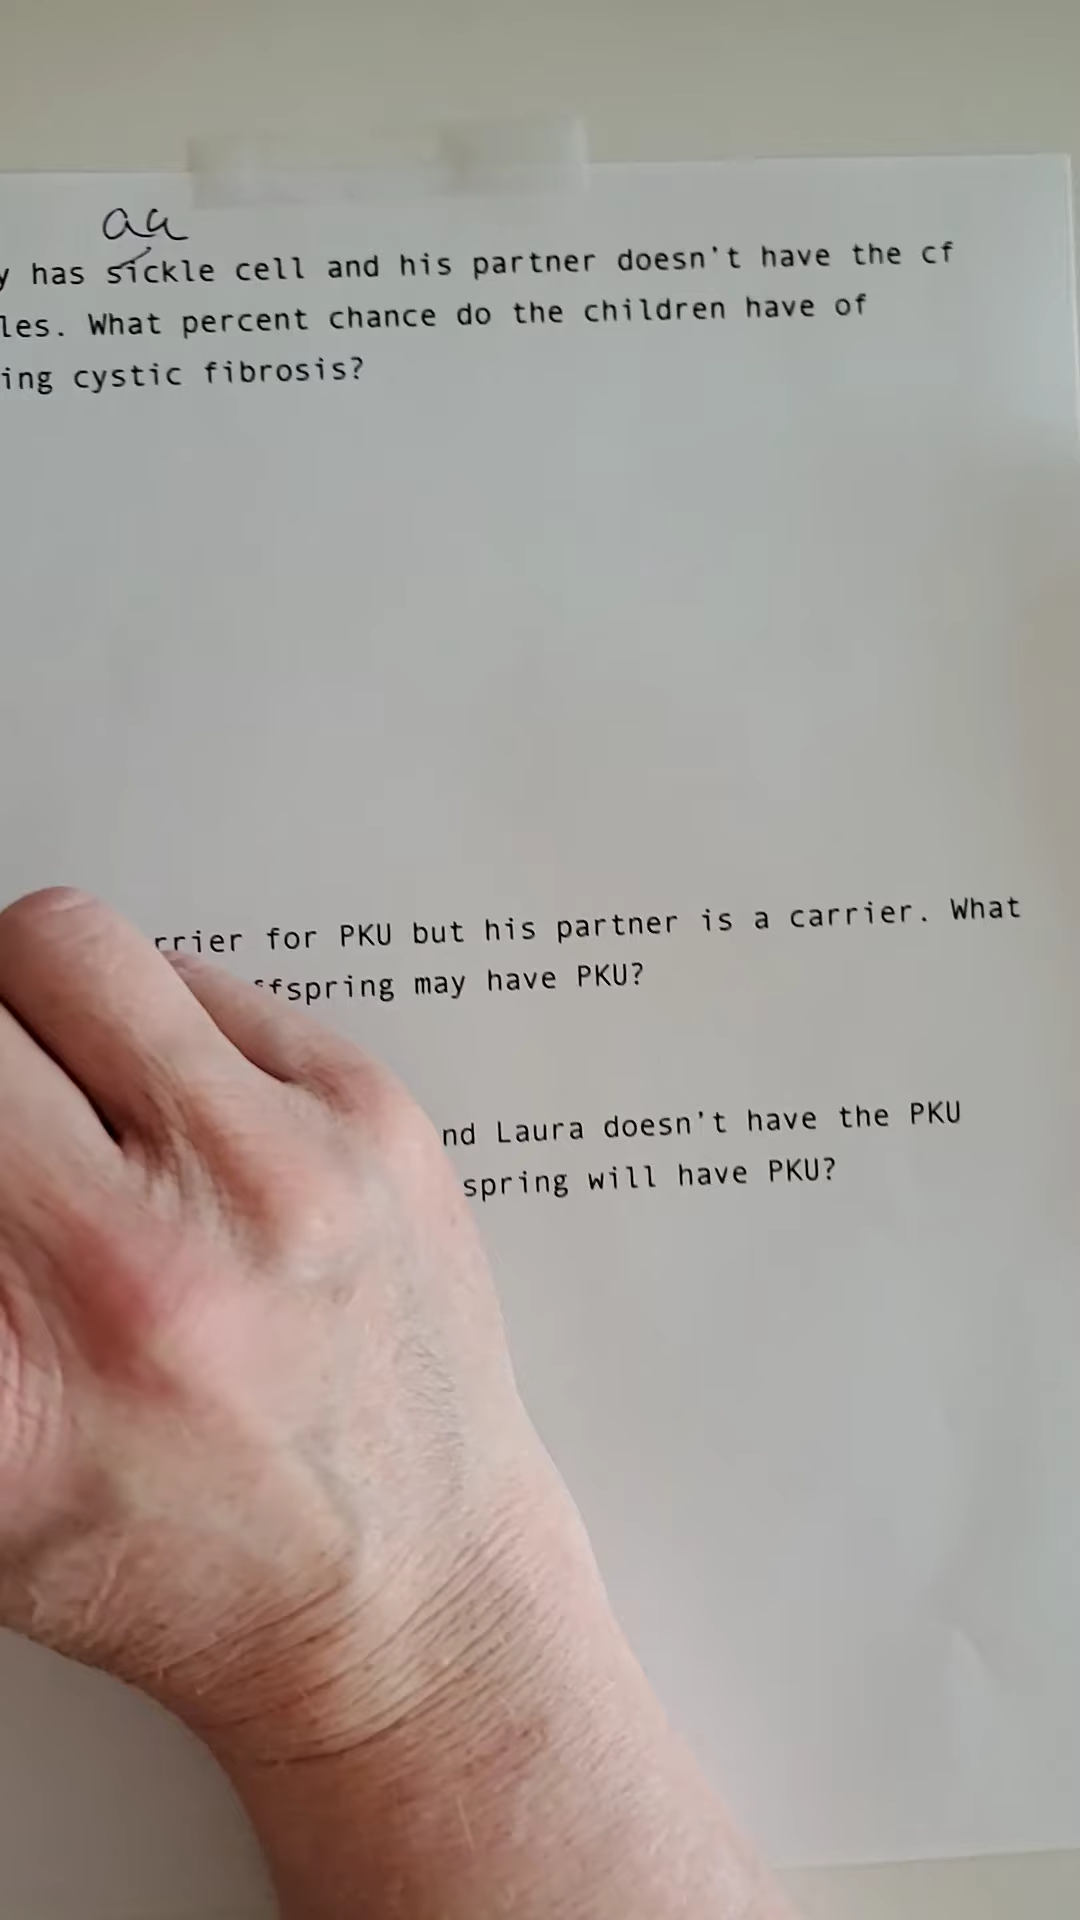 aa
y has sickle cell and his partner doesn't have the cf
les. What percent chance do the children have of
ing cystic fibrosis?
rrier for PKU but his partner is a carrier. What
ffspring may have PKU?
nd Laura doesn't have the PKU
spring will have PKU?